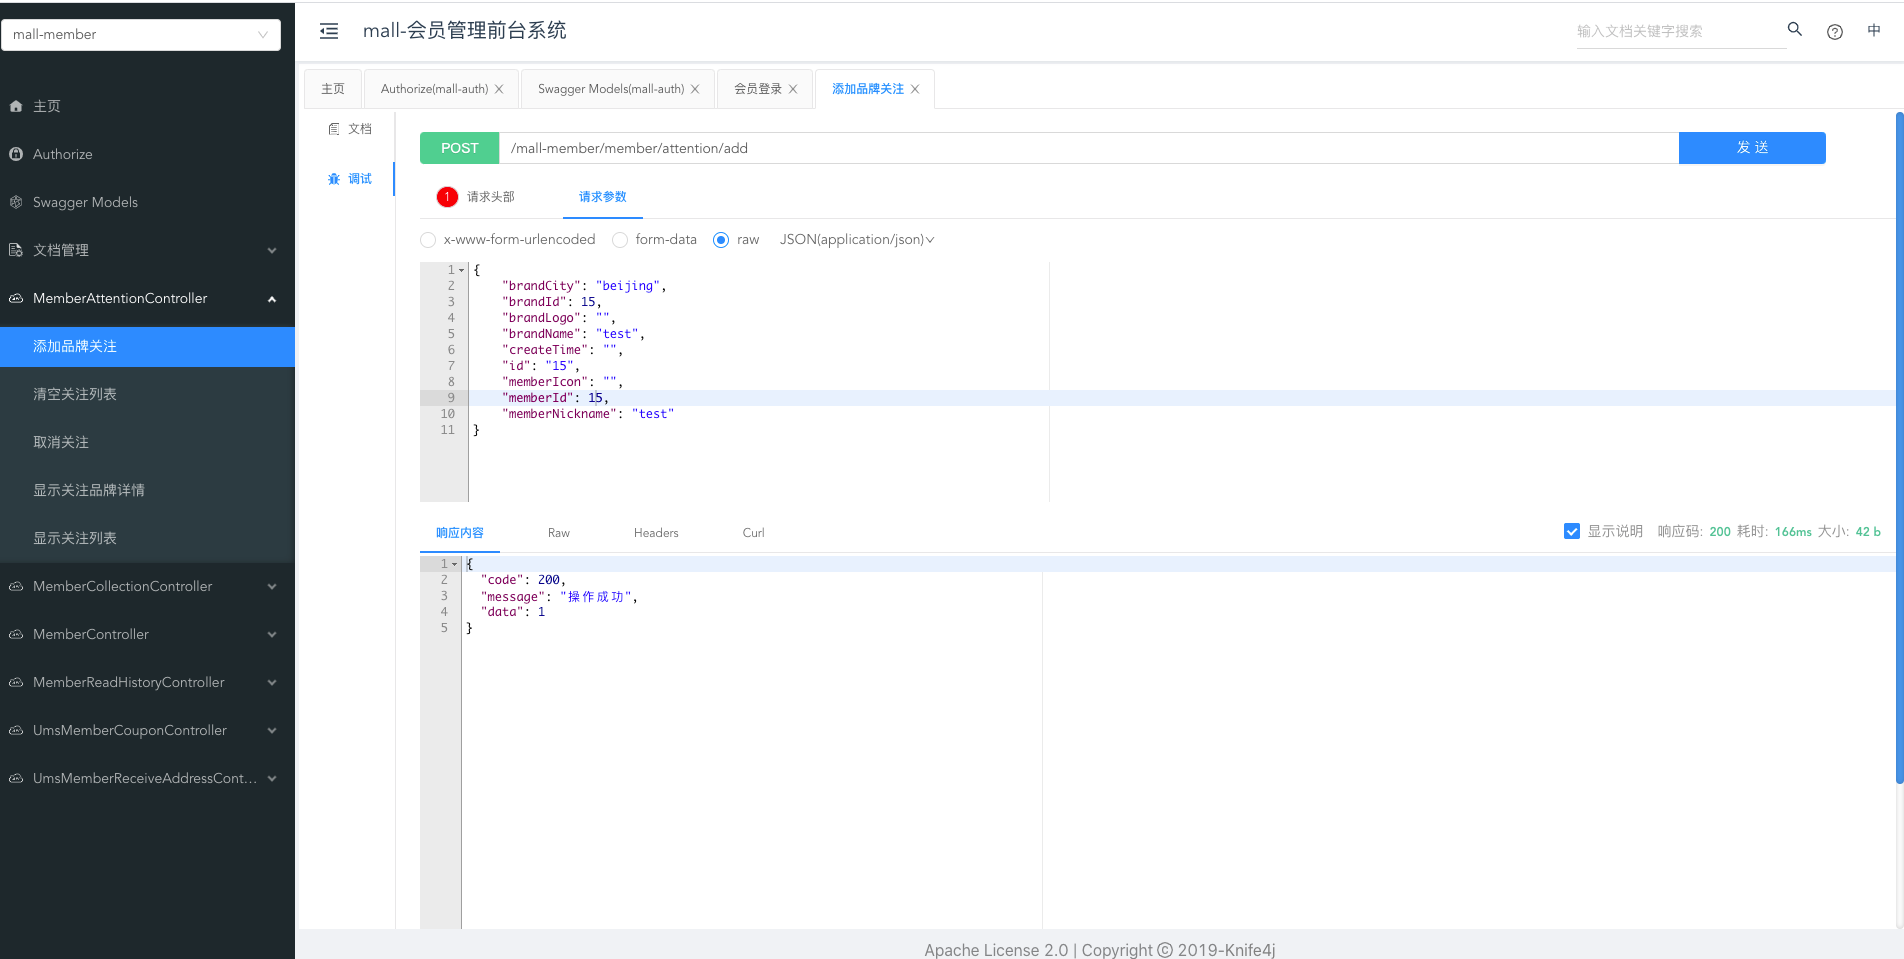 mall-member
主页
Authorize
Swagger Models
文档管理
MemberAttentionController
添加品牌关注
清空关注列表
取消关注
显示关注品牌详情
显示关注列表
MemberCollectionController
MemberController
MemberReadHistoryController
UmsMemberCouponController
UmsMemberReceiveAddressCont...
mall-会员管理前台系统
输入文档关键字搜索
中
主页 Authorize(mall-auth) Swagger Models(mall-auth) 会员登录 添加品牌关注
文档
调试
POST /mall-member/member/attention/add 发 送
1 请求头部 请求参数
x-www-form-urlencoded form-data raw JSON(application/json)
1 {
2 "brandCity": "beijing",
3 "brandId": 15,
4 "brandLogo": "",
5 "brandName": "test",
6 "createTime": "",
7 "id": "15",
8 "memberIcon": "",
9 "memberId": 15,
10 "memberNickname": "test"
11 }
响应内容 Raw Headers Curl 显示说明 响应码: 200 耗时: 166ms 大小: 42 b
1 {
2 "code": 200,
3 "message": "操作成功",
4 "data": 1
5 }
Apache License 2.0 | Copyright © 2019-Knife4j